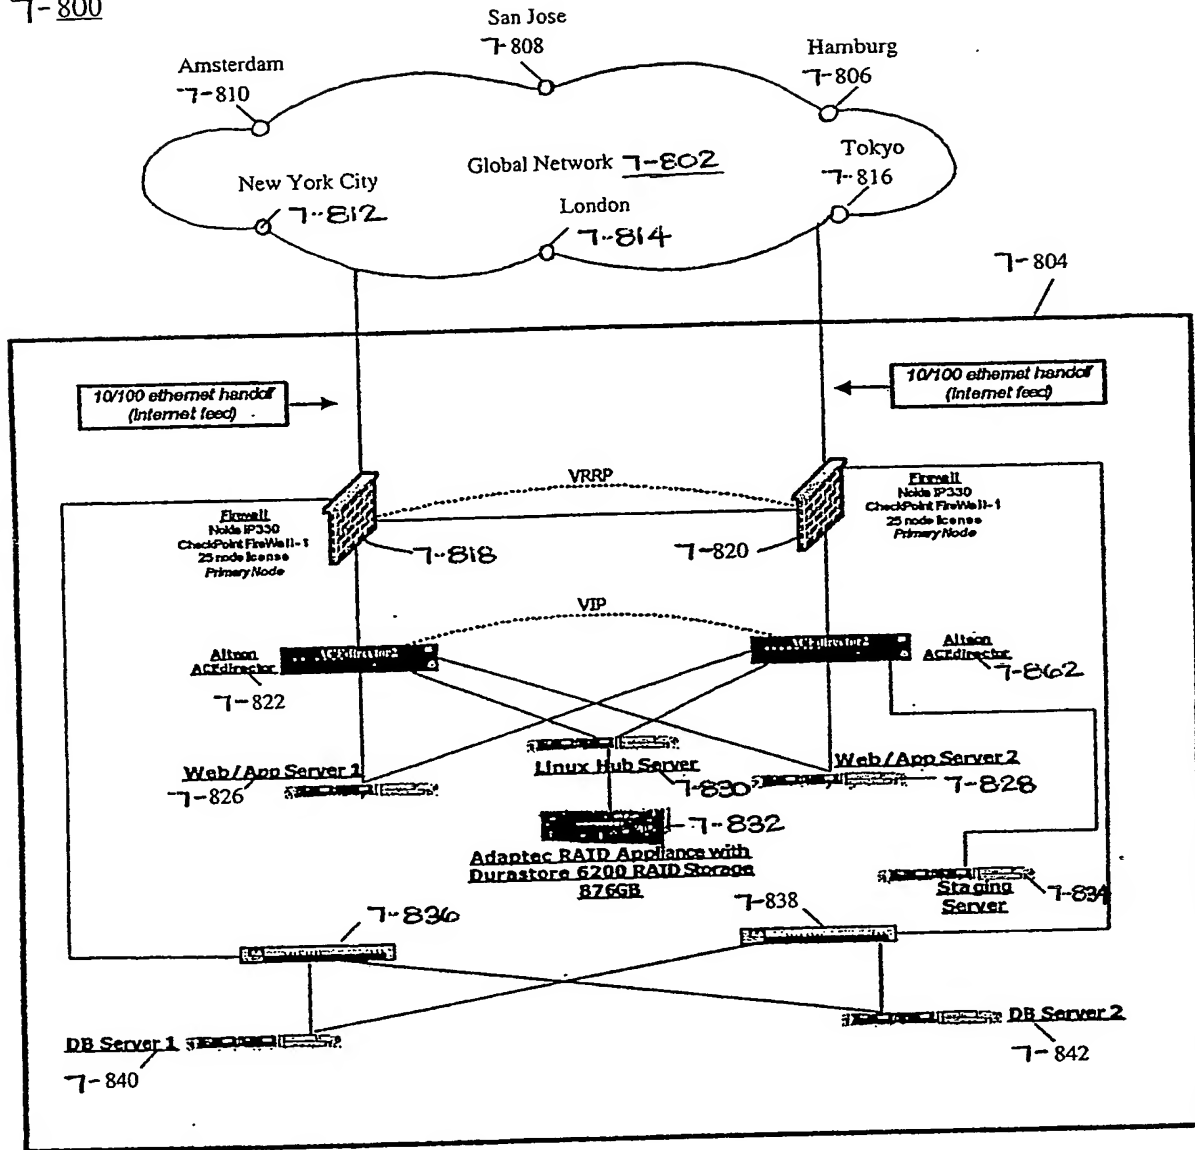 7-800
San Jose
7-808
Hamburg
7-806
Amsterdam
7-810
Global Network 7-802
Tokyo
7-816
New York City
7-812
London
7-814
7-804
10/100 ethernet handoff
(Internet feed)
10/100 ethernet handoff
(Internet feed)
VRRP
Firewall
Nokia IP330
CheckPoint FireWall-1
25 node license
Primary Node
7-818
7-820
Firewall
Nokia IP330
CheckPoint FireWall-1
25 node license
Primary Node
VIP
Alteon
ACEdirector
7-822
ACEdirector2
ACEdirector2
Alteon
ACEdirector
7-862
Web/App Server 1
7-826
Linux Hub Server
7-830
Web/App Server 2
7-828
7-832
Adaptec RAID Appliance with
Durastore 6200 RAID Storage
876GB
Staging
Server
7-834
7-836
7-838
DB Server 1
7-840
DB Server 2
7-842